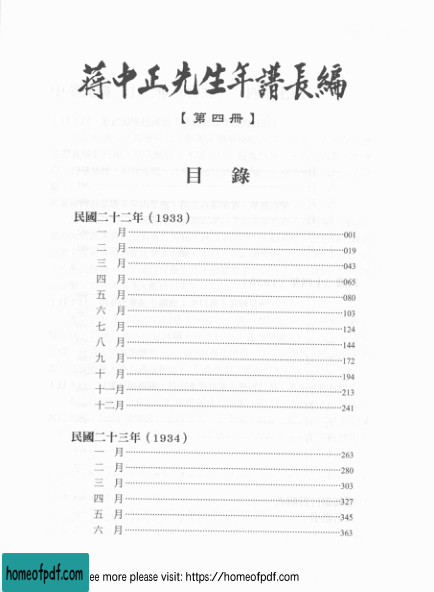 蔣中正先生年譜長編
【第四冊】
目 錄
民國二十二年（1933）
一 月 001
二 月 019
三 月 043
四 月 065
五 月 080
六 月 103
七 月 124
八 月 144
九 月 172
十 月 194
十一月 213
十二月 241
民國二十三年（1934）
一 月 263
二 月 280
三 月 303
四 月 327
五 月 345
六 月 363
homeofpdf.com ee more please visit: https://homeofpdf.com